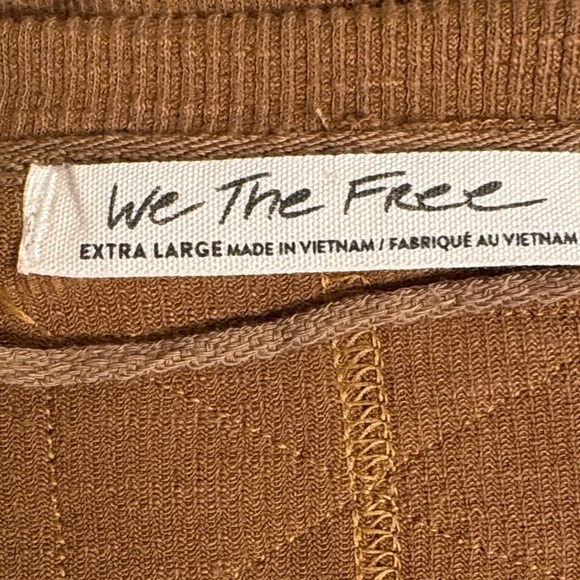 We The Free
EXTRA LARGE MADE IN VIETNAM / FABRIQUÉ AU VIETNAM